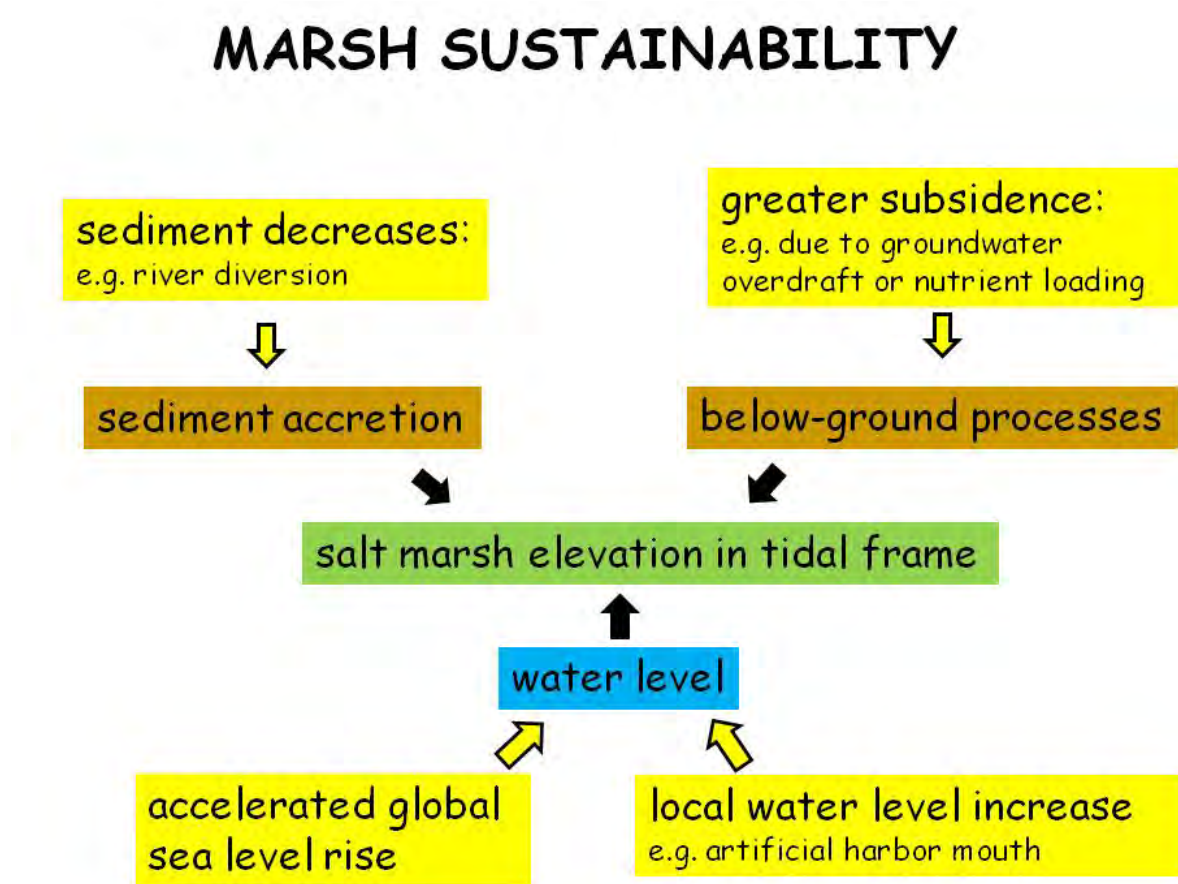 MARSH SUSTAINABILITY
sediment decreases:
e.g. river diversion
greater subsidence:
e.g. due to groundwater
overdraft or nutrient loading
sediment accretion
below-ground processes
salt marsh elevation in tidal frame
water level
accelerated global
sea level rise
local water level increase
e.g. artificial harbor mouth